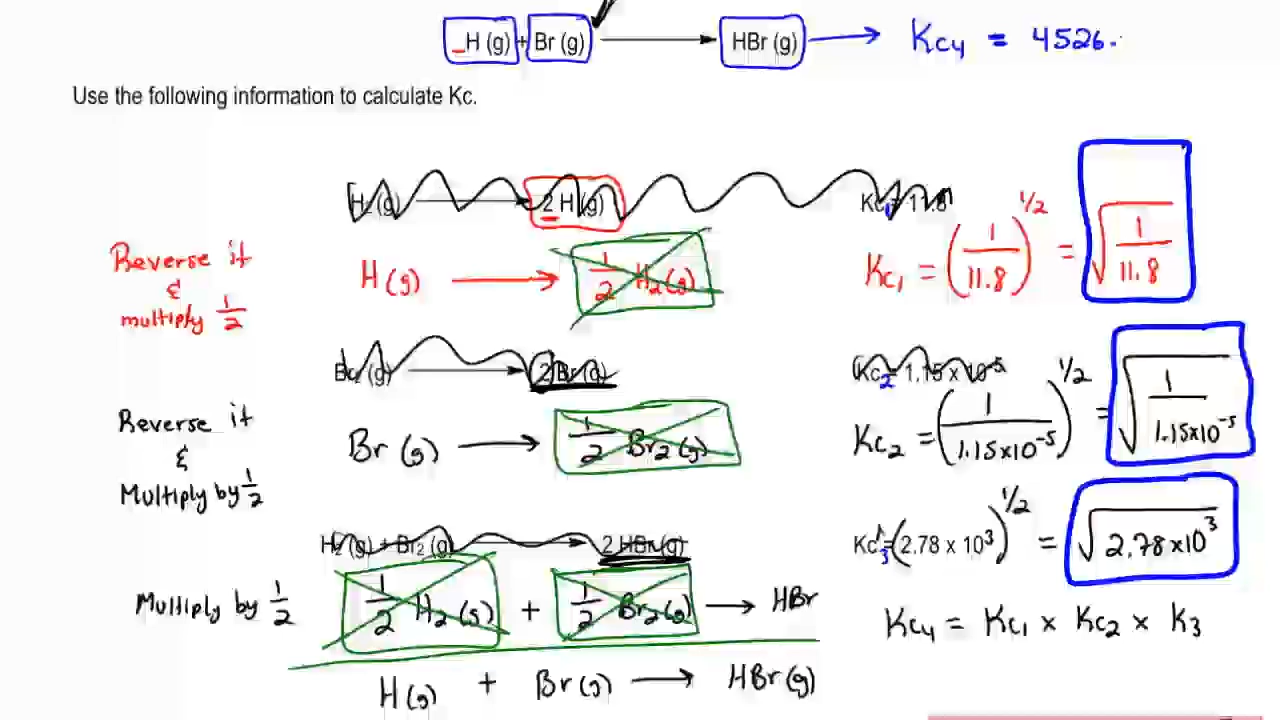 _H (g) + Br (g) → HBr (g) → Kc4 = 4526.
Use the following information to calculate Kc.
H2 (g) → 2 H (g) Kc1 = 11.8
Reverse it & multiply 1/2
H (g) → 1/2 H2 (g) Kc1 = (1/11.8)^1/2 = √(1/11.8)
Br2 (g) → 2 Br (g) Kc2 = 1.15 x 10^-5
Reverse it & Multiply by 1/2
Br (g) → 1/2 Br2 (g) Kc2 = (1/1.15x10^-5)^1/2 = √(1/1.15x10^-5)
H2 (g) + Br2 (g) → 2 HBr (g) Kc3 = (2.78 x 10^3)^1/2 = √2.78x10^3
Multiply by 1/2
1/2 H2 (g) + 1/2 Br2 (g) → HBr
Kc4 = Kc1 x Kc2 x K3
H (g) + Br (g) → HBr (g)